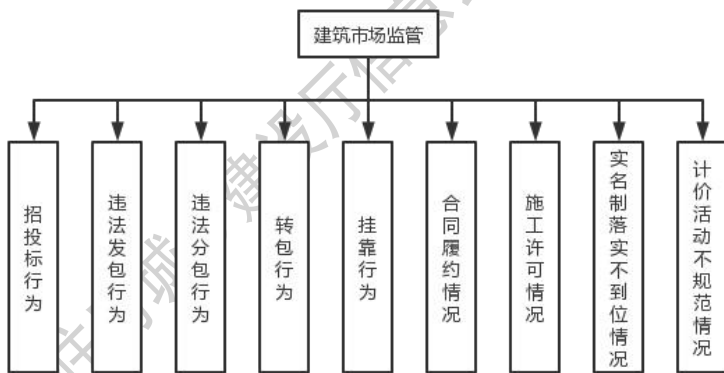 建筑市场监管
招投标行为
违法发包行为
违法分包行为
转包行为
挂靠行为
合同履约情况
施工许可情况
实名制落实不到位情况
计价活动不规范情况